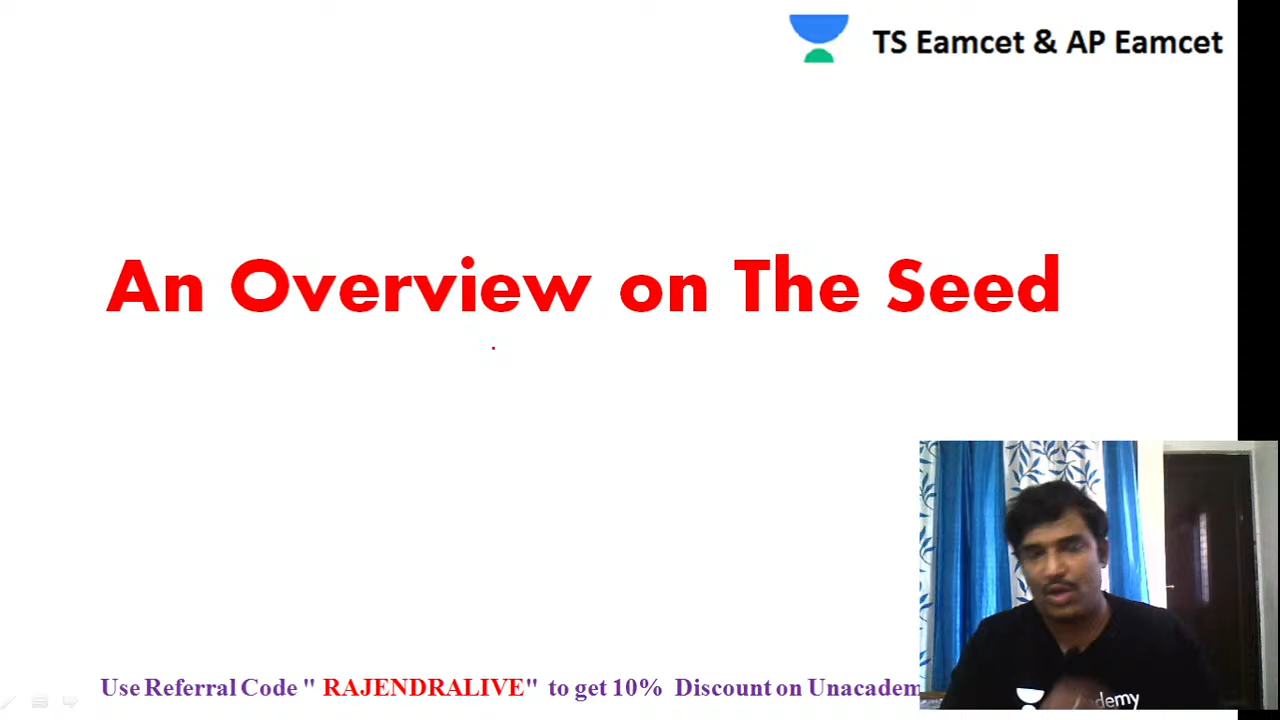 TS Eamcet & AP Eamcet
An Overview on The Seed
Use Referral Code " RAJENDRALIVE" to get 10% Discount on Unacadem